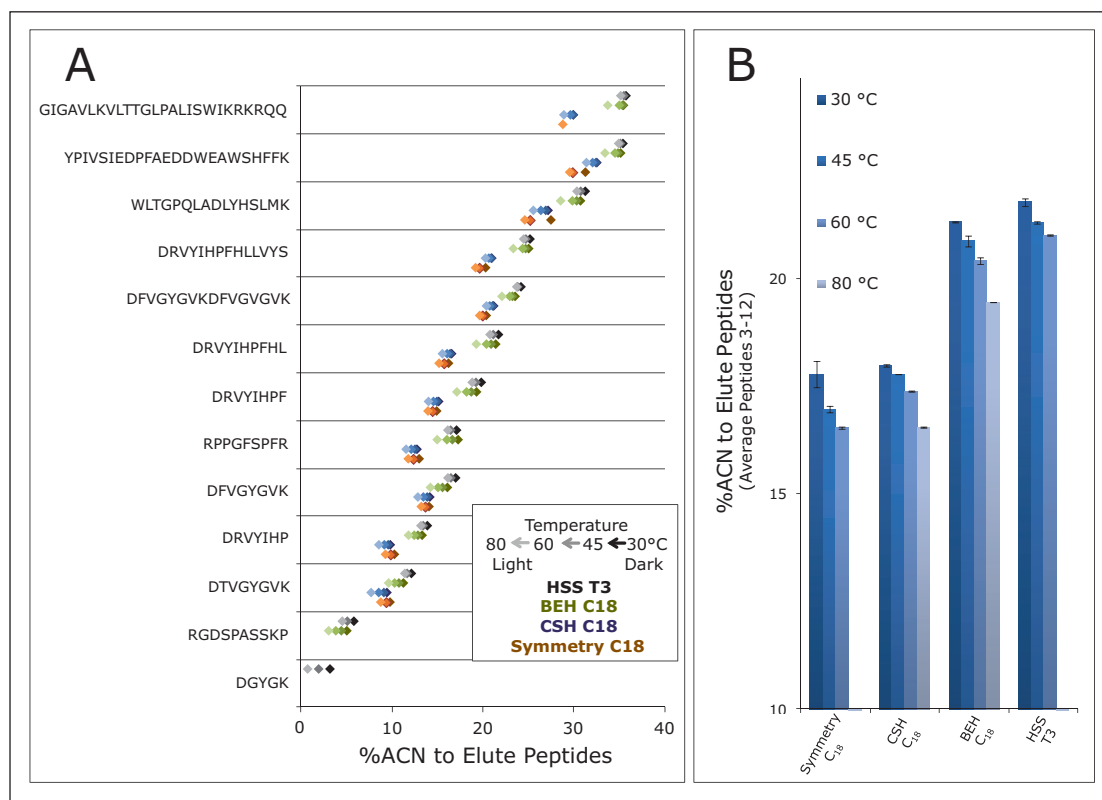 A
GIGAVLKVLTTGLPALISWIKRKRQQ
YPIVSIEDPFAEDDWEAWSHFFK
WLTGPQLADLYHSLMK
DRVYIHPFHLLVYS
DFVGYGVKDFVGVGVK
DRVYIHPFHL
DRVYIHPF
RPPGFSPFR
DFVGYGVK
DRVYIHP
DTVGYGVK
RGDSPASSKP
DGYGK
Temperature
80 ← 60 ← 45 ← 30°C
Light Dark
HSS T3
BEH C18
CSH C18
Symmetry C18
0 10 20 30 40
%ACN to Elute Peptides
B
30 °C
45 °C
60 °C
80 °C
%ACN to Elute Peptides
(Average Peptides 3-12)
20
15
10
Symmetry
C18
CSH
C18
BEH
C18
HSS
T3